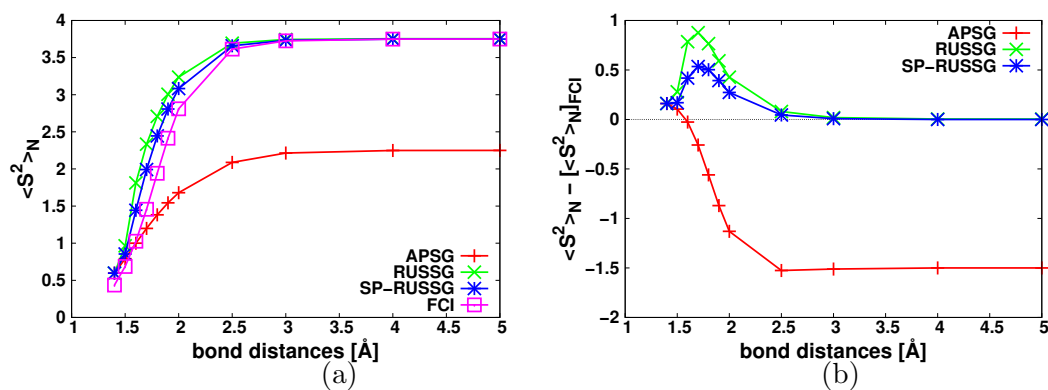 4
3.5
3
2.5
2
1.5
1
0.5
0
<S²>N
1 1.5 2 2.5 3 3.5 4 4.5 5
bond distances [Å]
APSG
RUSSG
SP−RUSSG
FCI
(a)
1
0.5
0
−0.5
−1
−1.5
−2
<S²>N − [<S²>N]FCI
1 1.5 2 2.5 3 3.5 4 4.5 5
bond distances [Å]
APSG
RUSSG
SP−RUSSG
(b)